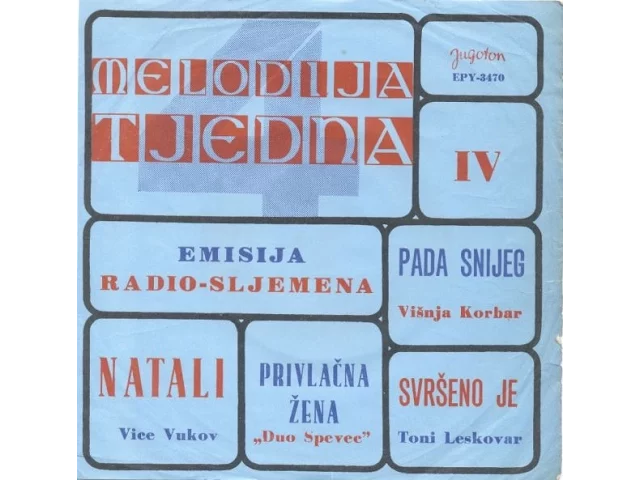 4
MELODIJA
TJEDNA
Jugoton
EPY-3470
IV
EMISIJA
RADIO-SLJEMENA
PADA SNIJEG
Višnja Korbar
NATALI
Vice Vukov
PRIVLAČNA
ŽENA
„Duo Spevec”
SVRŠENO JE
Toni Leskovar